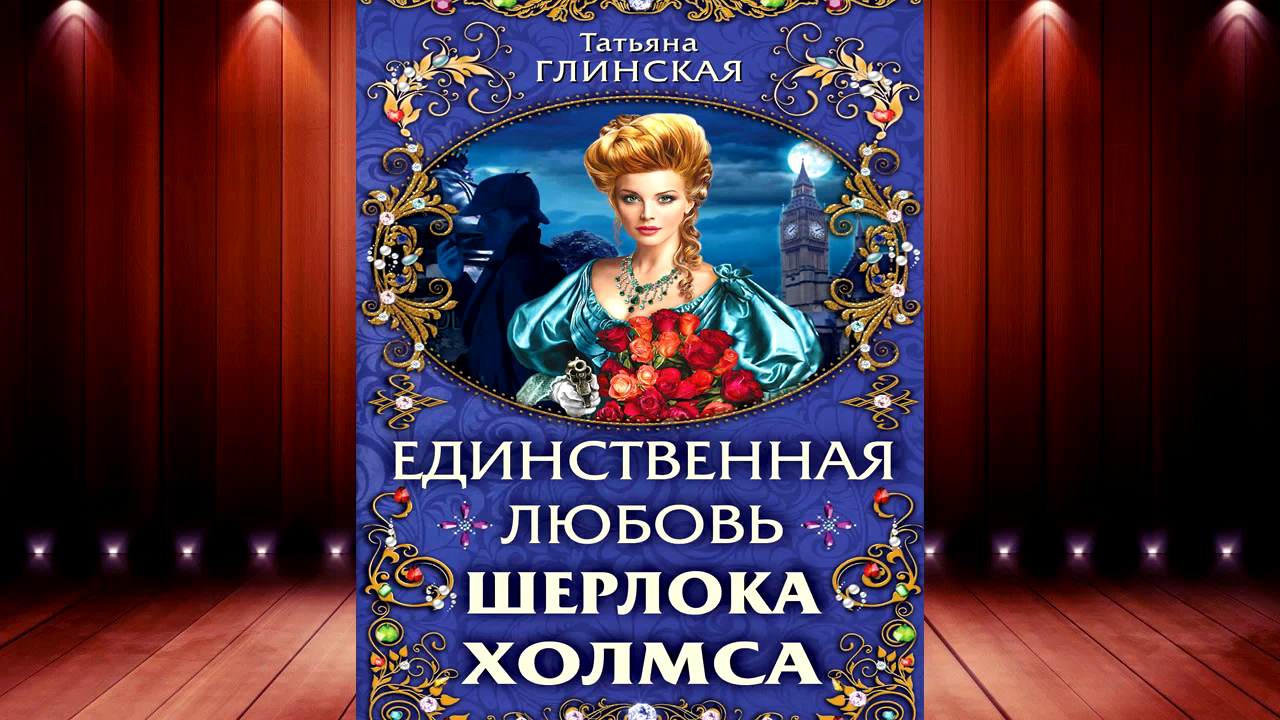 Татьяна
ГЛИНСКАЯ
ЕДИНСТВЕННАЯ
ЛЮБОВЬ
ШЕРЛОКА
ХОЛМСА